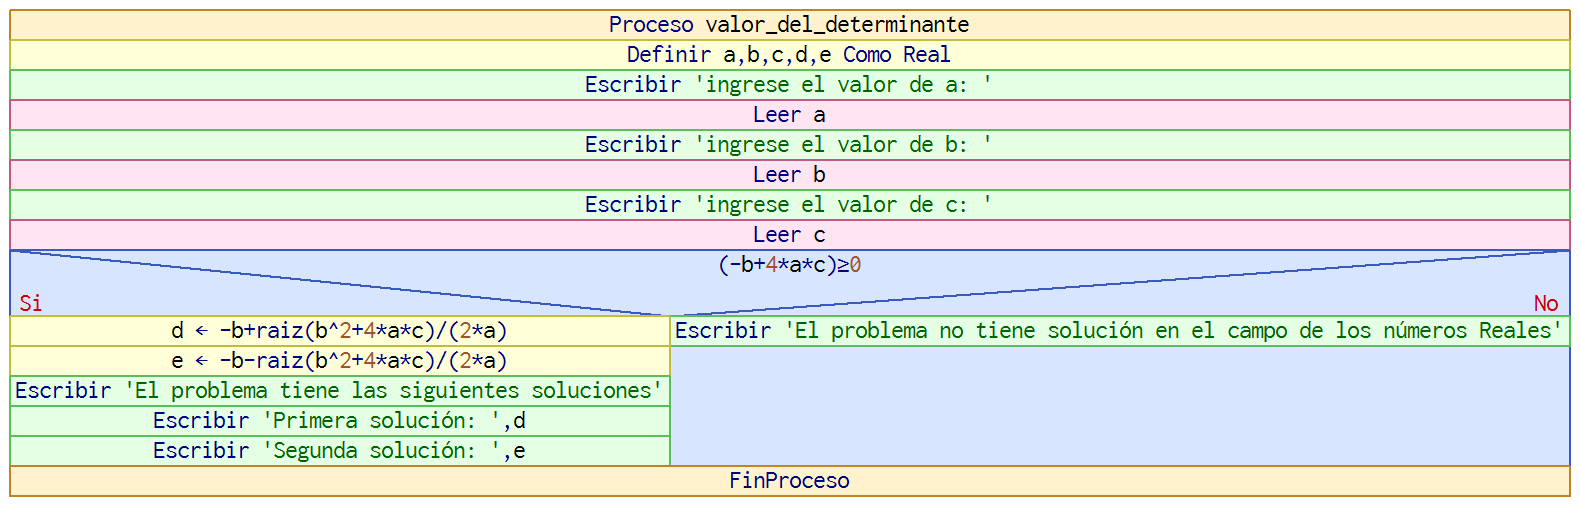 Proceso valor_del_determinante
Definir a,b,c,d,e Como Real
Escribir 'ingrese el valor de a: '
Leer a
Escribir 'ingrese el valor de b: '
Leer b
Escribir 'ingrese el valor de c: '
Leer c
(-b+4*a*c)≥0
Si
No
d ← -b+raiz(b^2+4*a*c)/(2*a)
e ← -b-raiz(b^2+4*a*c)/(2*a)
Escribir 'El problema tiene las siguientes soluciones'
Escribir 'Primera solución: ',d
Escribir 'Segunda solución: ',e
Escribir 'El problema no tiene solución en el campo de los números Reales'
FinProceso